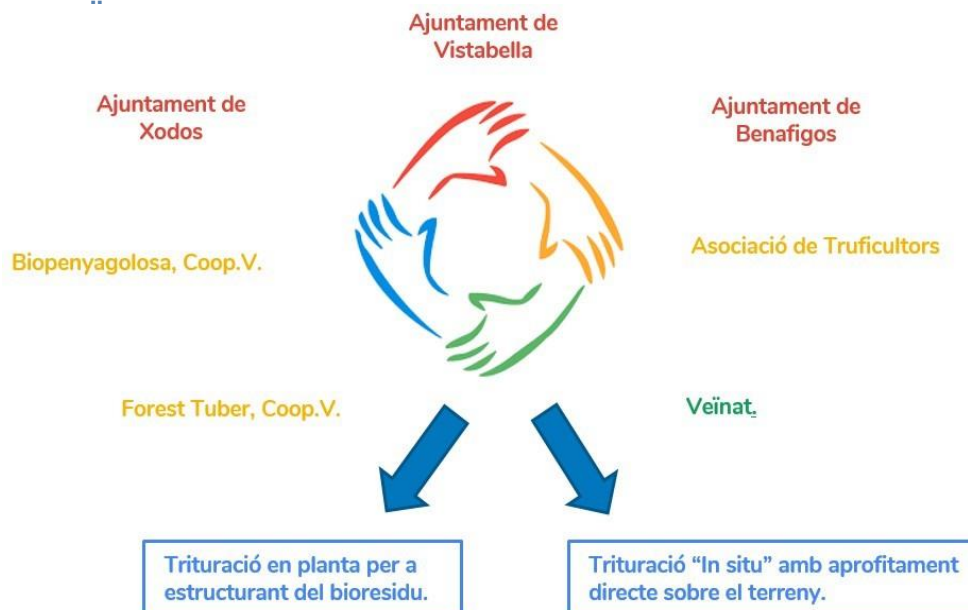 Ajuntament de
Vistabella
Ajuntament de
Xodos
Ajuntament de
Benafigos
Biopenyagolosa, Coop.V.
Asociació de Truficultors
Forest Tuber, Coop.V.
Veïnat.
Trituració en planta per a
estructurant del bioresidu.
Trituració “In situ” amb aprofitament
directe sobre el terreny.